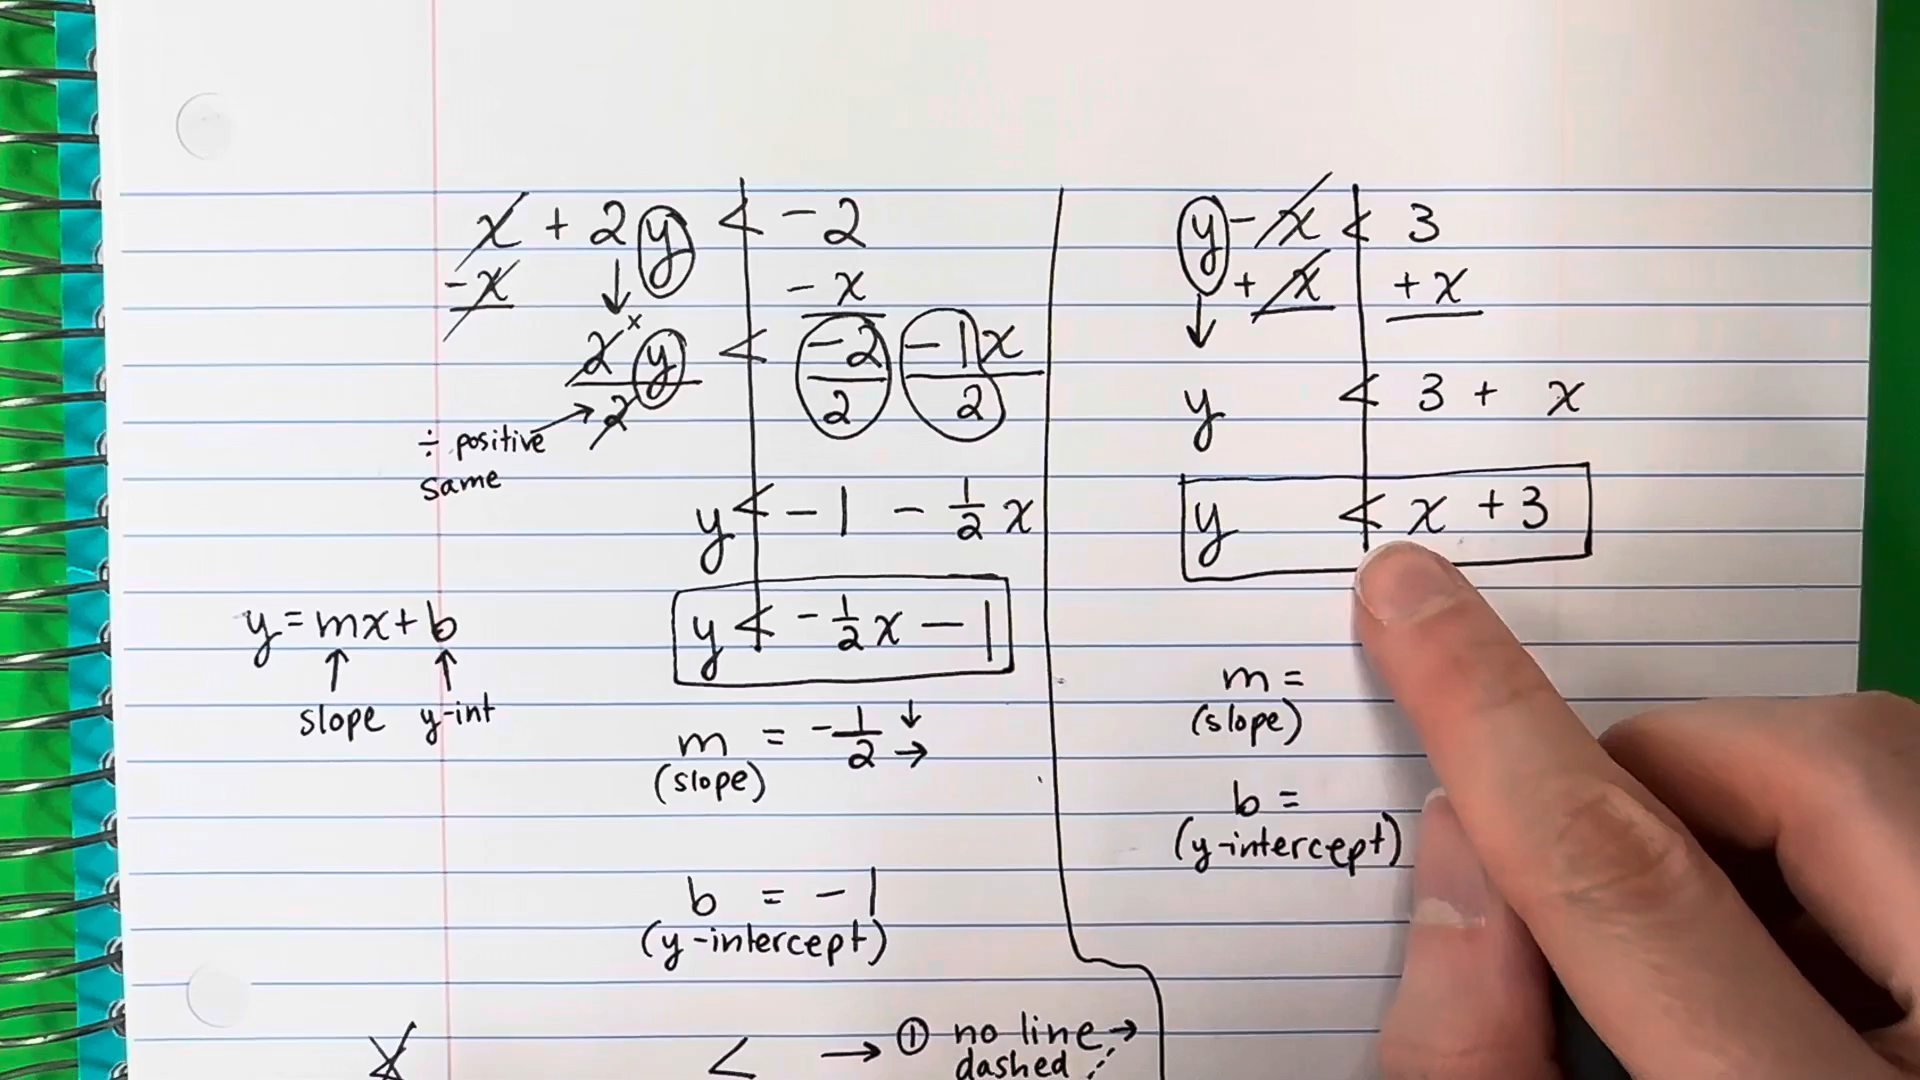 x + 2y < -2
-x - x
2y < -2 -1x
2 2 2
÷ positive
same
y < -1 - 1/2 x
y < -1/2 x - 1
y = mx + b
slope y-int
m = -1/2
(slope)
b = -1
(y-intercept)
< → ① no line →
dashed
y - x < 3
+ x + x
y < 3 + x
y < x + 3
m =
(slope)
b =
(y-intercept)